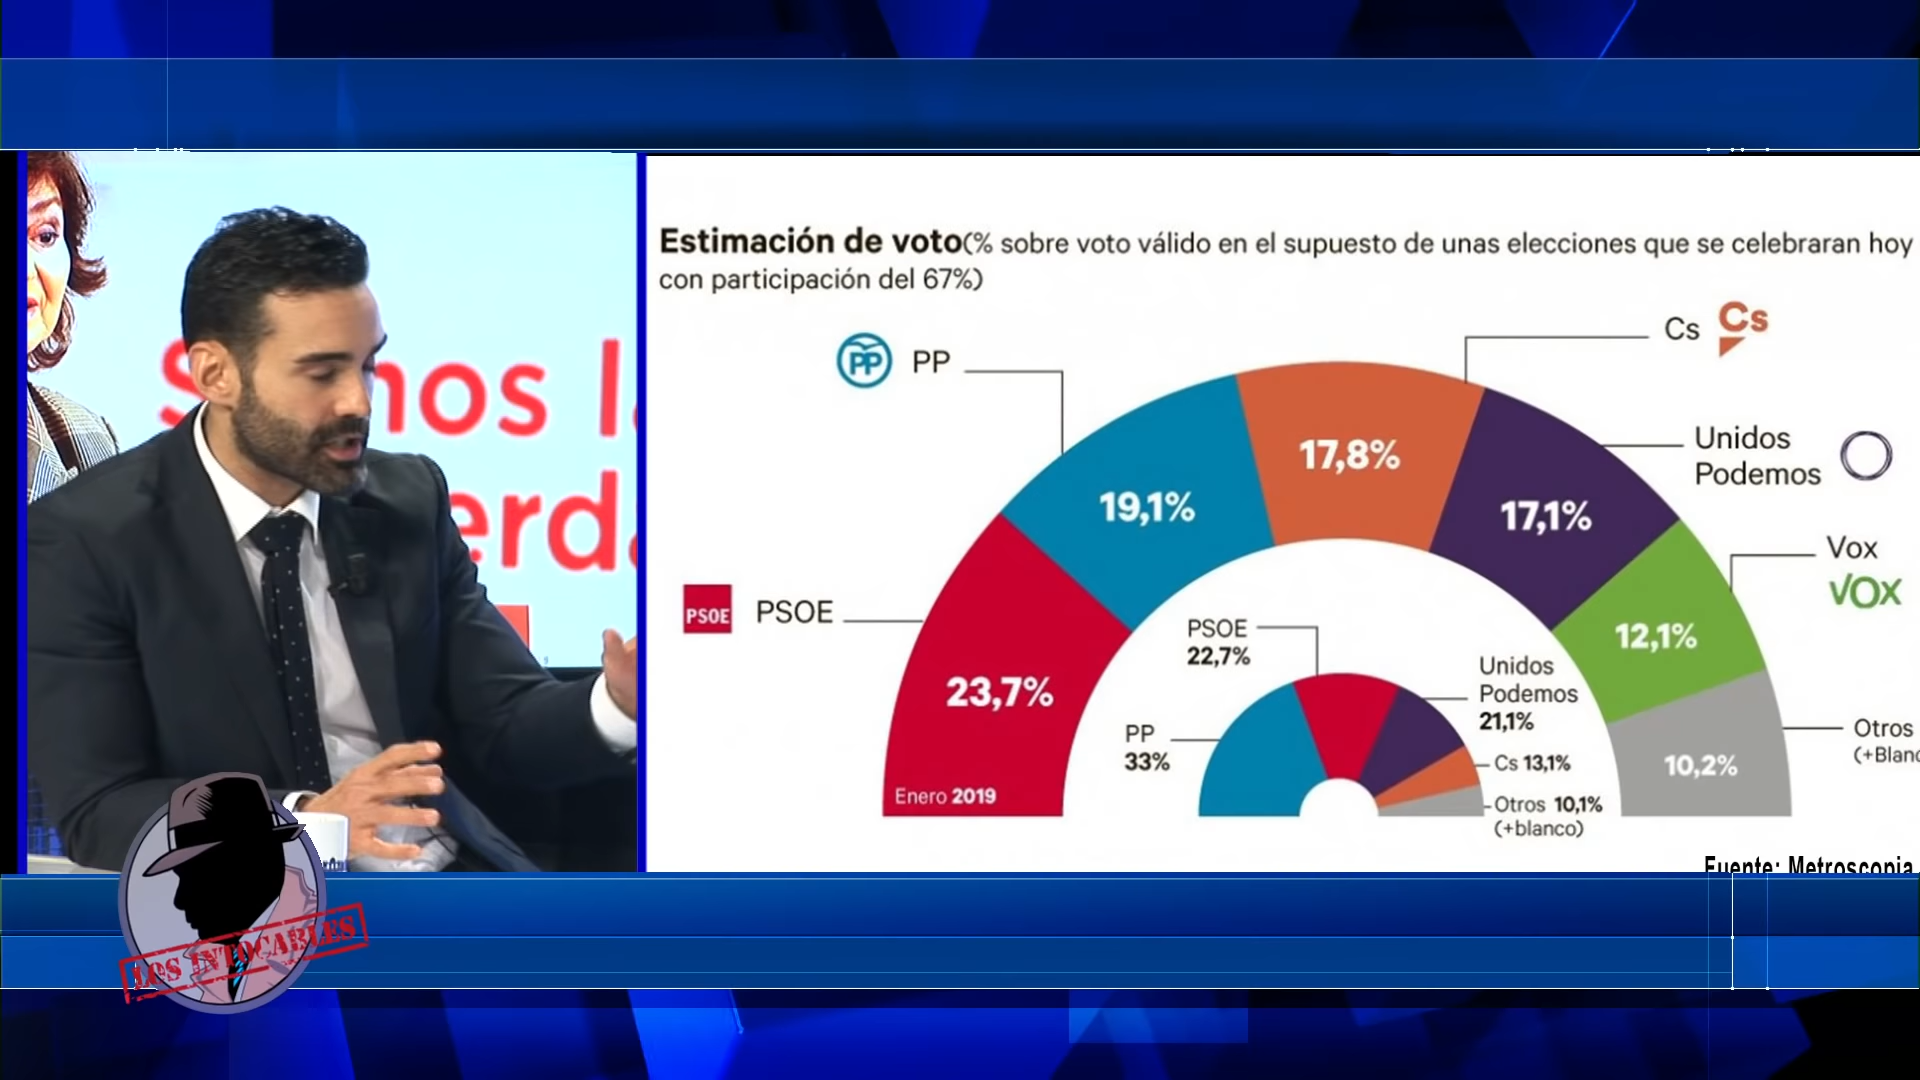 Estimación de voto(% sobre voto válido en el supuesto de unas elecciones que se celebraran hoy
con participación del 67%)
Cs Cs
PP PP
Unidos
Podemos
17,8%
19,1%
17,1%
Vox
VOX
PSOE PSOE
23,7%
12,1%
10,2%
Otros
Enero 2019
PSOE
22,7%
Unidos
Podemos
21,1%
PP
33%
Cs 13,1%
Otros 10,1%
(+blanco)
Fuente: Metroscopia
LOS INTOCABLES